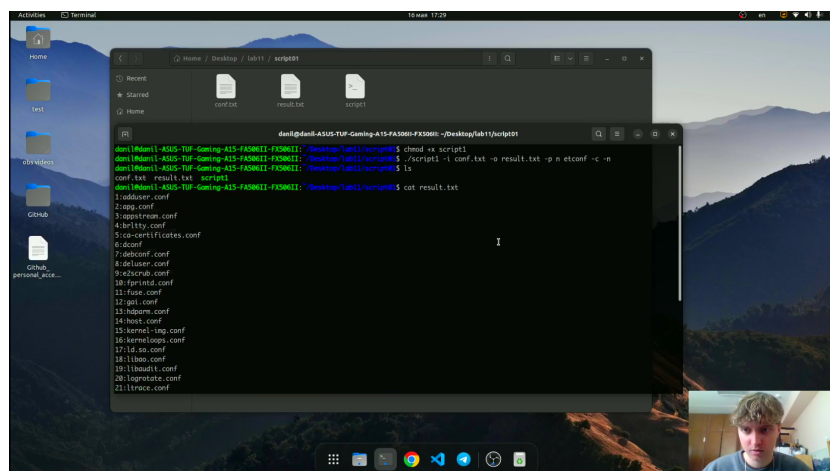 Activities Terminal 16 мая 17:29 en
Home
test
obs videos
GitHub
Github_
personal_acce...
Home / Desktop / lab11 / script01
Recent
Starred
Home
conf.txt result.txt script1
danil@danil-ASUS-TUF-Gaming-A15-FA506II-FX506II: ~/Desktop/lab11/script01
danil@danil-ASUS-TUF-Gaming-A15-FA506II-FX506II:~/Desktop/lab11/script01$ chmod +x script1
danil@danil-ASUS-TUF-Gaming-A15-FA506II-FX506II:~/Desktop/lab11/script01$ ./script1 -i conf.txt -o result.txt -p n etconf -c -n
danil@danil-ASUS-TUF-Gaming-A15-FA506II-FX506II:~/Desktop/lab11/script01$ ls
conf.txt result.txt script1
danil@danil-ASUS-TUF-Gaming-A15-FA506II-FX506II:~/Desktop/lab11/script01$ cat result.txt
1:adduser.conf
2:apg.conf
3:appstream.conf
4:brltty.conf
5:ca-certificates.conf
6:dconf
7:debconf.conf
8:deluser.conf
9:e2scrub.conf
10:fprintd.conf
11:fuse.conf
12:gai.conf
13:hdparm.conf
14:host.conf
15:kernel-img.conf
16:kerneloops.conf
17:ld.so.conf
18:libao.conf
19:libaudit.conf
20:logrotate.conf
21:ltrace.conf